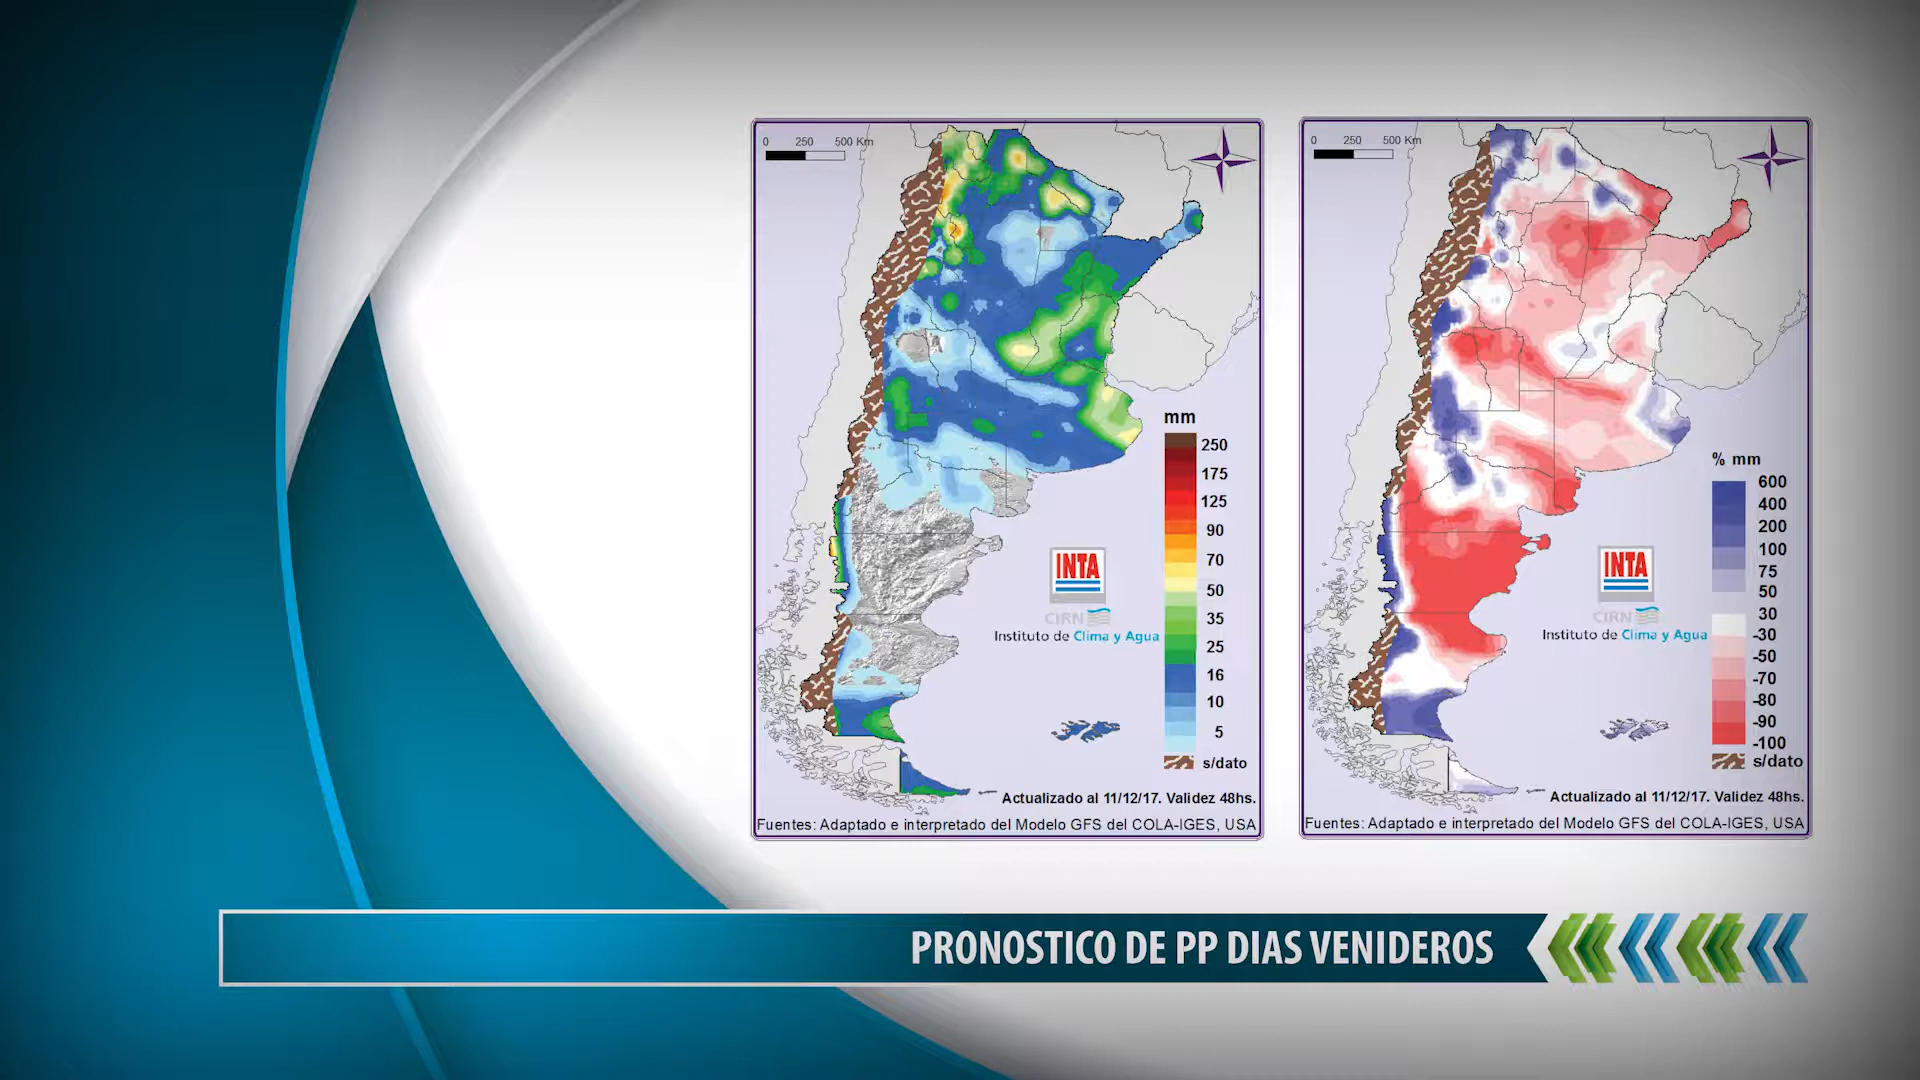 0 250 500 Km
mm
250
175
125
90
70
50
35
25
16
10
5
s/dato
INTA
CIRN
Instituto de Clima y Agua
Actualizado al 11/12/17. Validez 48hs.
Fuentes: Adaptado e interpretado del Modelo GFS del COLA-IGES, USA
0 250 500 Km
% mm
600
400
200
100
75
50
30
-30
-50
-70
-80
-90
-100
s/dato
INTA
CIRN
Instituto de Clima y Agua
Actualizado al 11/12/17. Validez 48hs.
Fuentes: Adaptado e interpretado del Modelo GFS del COLA-IGES, USA
PRONOSTICO DE PP DIAS VENIDEROS